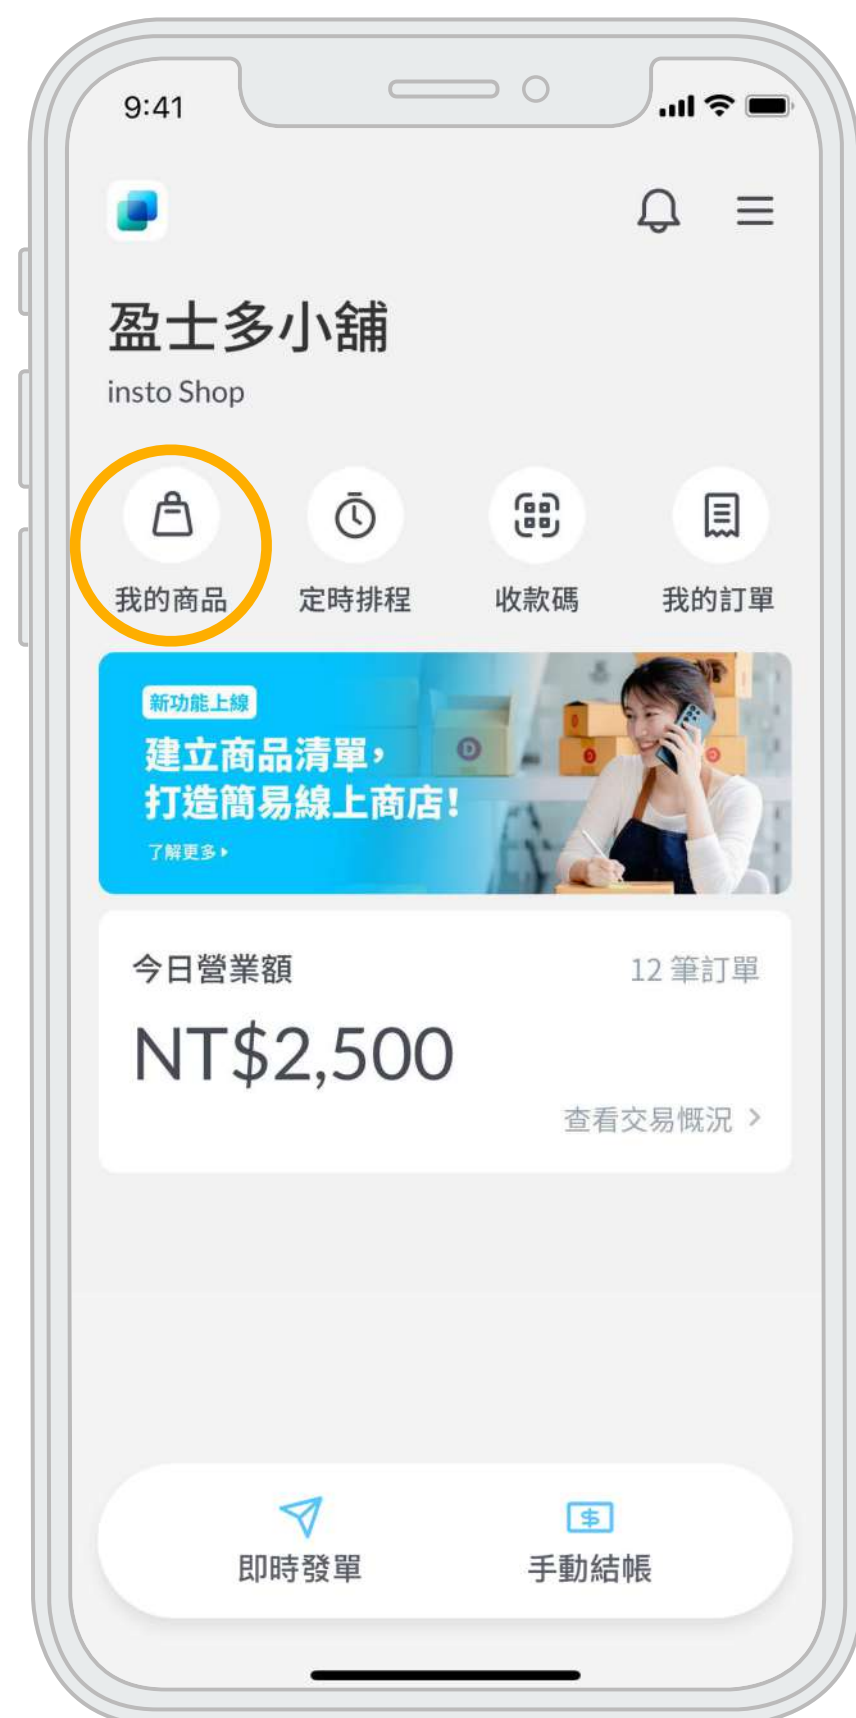 9:41
盈士多小舖
insto Shop
我的商品
定時排程
收款碼
我的訂單
新功能上線
建立商品清單，
打造簡易線上商店！
了解更多
D
D
今日營業額
12 筆訂單
NT$2,500
查看交易慨況
即時發單
手動結帳